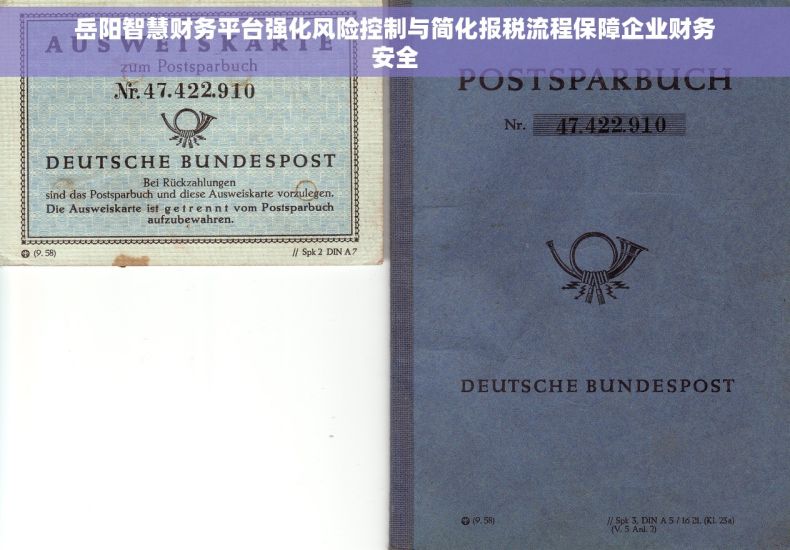 岳阳智慧财务平台强化风险控制与简化报税流程保障企业财务
安全
AUSWEISKARTE
zum Postsparbuch
Nr. 47.422.910
DEUTSCHE BUNDESPOST
Bei Rückzahlungen
sind das Postsparbuch und diese Ausweiskarte vorzulegen.
Die Ausweiskarte ist getrennt vom Postsparbuch
aufzubewahren.
(9. 58)
// Spk 2 DIN A 7
POSTSPARBUCH
Nr. 47.422.910
DEUTSCHE BUNDESPOST
(9. 58)
// Spk 3, DIN A 5 / 16 Bl. (Kl. 23a)
(V. 5 Anl. 2)